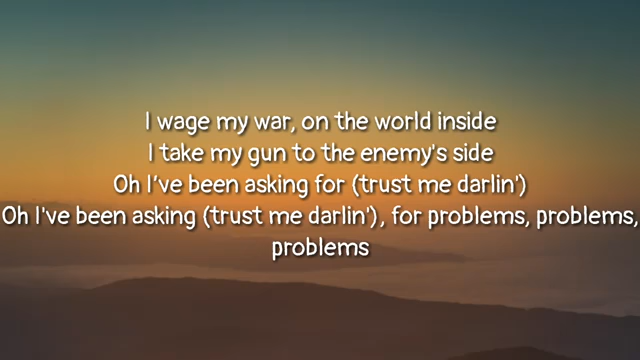 I wage my war, on the world inside
I take my gun to the enemy's side
Oh I've been asking for (trust me darlin')
Oh I've been asking (trust me darlin'), for problems, problems,
problems